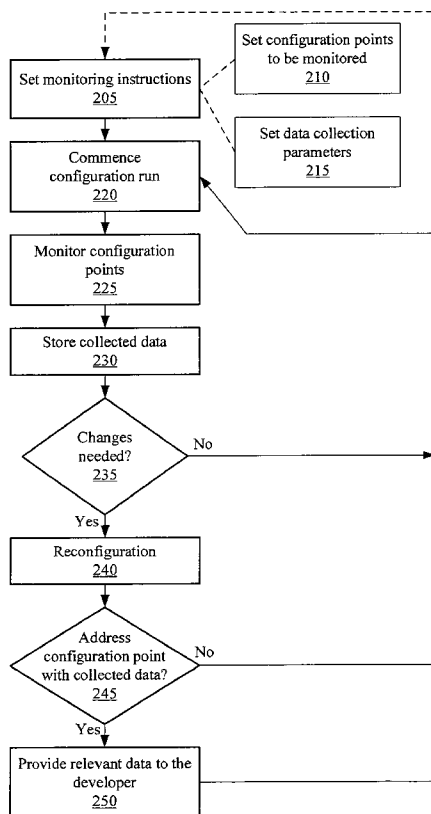 Set monitoring instructions
205
Set configuration points
to be monitored
210
Set data collection
parameters
215
Commence
configuration run
220
Monitor configuration
points
225
Store collected data
230
Changes
needed?
235
No
Yes
Reconfiguration
240
Address
configuration point
with collected data?
245
No
Yes
Provide relevant data to the
developer
250